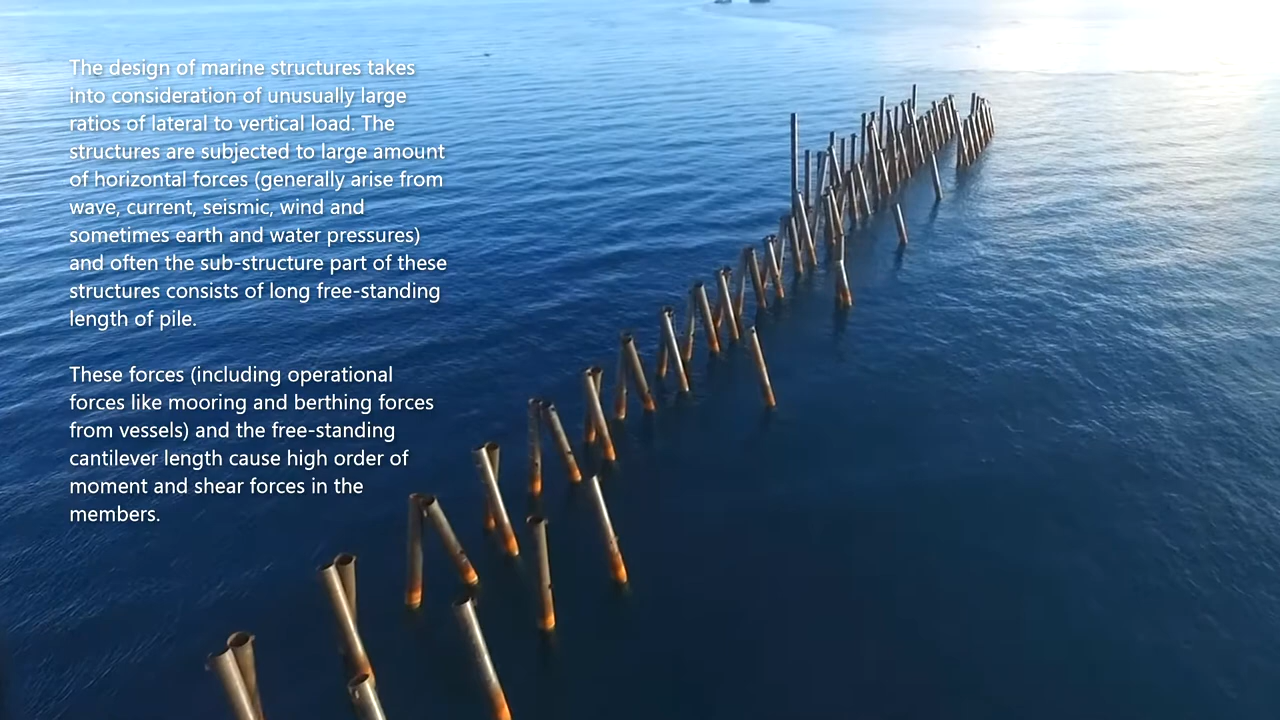 The design of marine structures takes
into consideration of unusually large
ratios of lateral to vertical load. The
structures are subjected to large amount
of horizontal forces (generally arise from
wave, current, seismic, wind and
sometimes earth and water pressures)
and often the sub-structure part of these
structures consists of long free-standing
length of pile.
These forces (including operational
forces like mooring and berthing forces
from vessels) and the free-standing
cantilever length cause high order of
moment and shear forces in the
members.